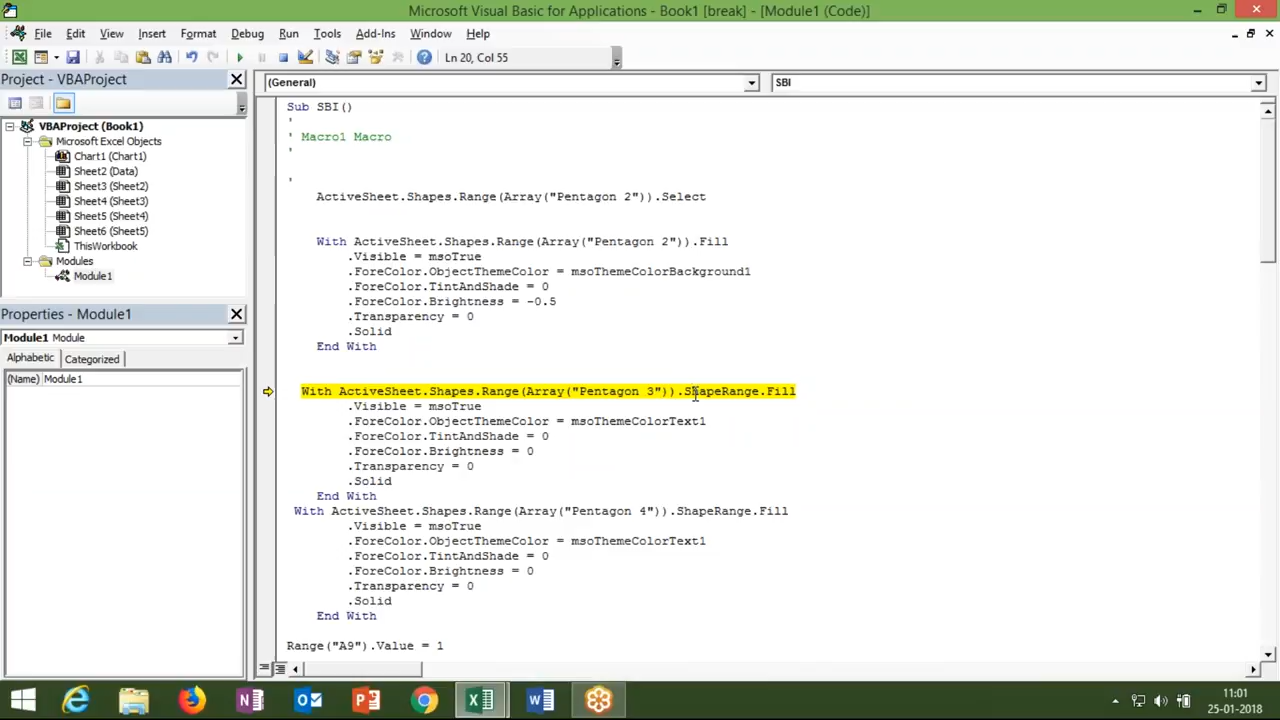 Microsoft Visual Basic for Applications - Book1 [break] - [Module1 (Code)]
File Edit View Insert Format Debug Run Tools Add-Ins Window Help
Ln 20, Col 55
Project - VBAProject
(General)
SBI
VBAProject (Book1)
Microsoft Excel Objects
Chart1 (Chart1)
Sheet2 (Data)
Sheet3 (Sheet2)
Sheet4 (Sheet3)
Sheet5 (Sheet4)
Sheet6 (Sheet5)
ThisWorkbook
Modules
Module1
Properties - Module1
Module1 Module
Alphabetic Categorized
(Name) Module1
Sub SBI()
'
' Macro1 Macro
'
'
ActiveSheet.Shapes.Range(Array("Pentagon 2")).Select
With ActiveSheet.Shapes.Range(Array("Pentagon 2")).Fill
.Visible = msoTrue
.ForeColor.ObjectThemeColor = msoThemeColorBackground1
.ForeColor.TintAndShade = 0
.ForeColor.Brightness = -0.5
.Transparency = 0
.Solid
End With
With ActiveSheet.Shapes.Range(Array("Pentagon 3")).ShapeRange.Fill
.Visible = msoTrue
.ForeColor.ObjectThemeColor = msoThemeColorText1
.ForeColor.TintAndShade = 0
.ForeColor.Brightness = 0
.Transparency = 0
.Solid
End With
With ActiveSheet.Shapes.Range(Array("Pentagon 4")).ShapeRange.Fill
.Visible = msoTrue
.ForeColor.ObjectThemeColor = msoThemeColorText1
.ForeColor.TintAndShade = 0
.ForeColor.Brightness = 0
.Transparency = 0
.Solid
End With
Range("A9").Value = 1
11:01
25-01-2018